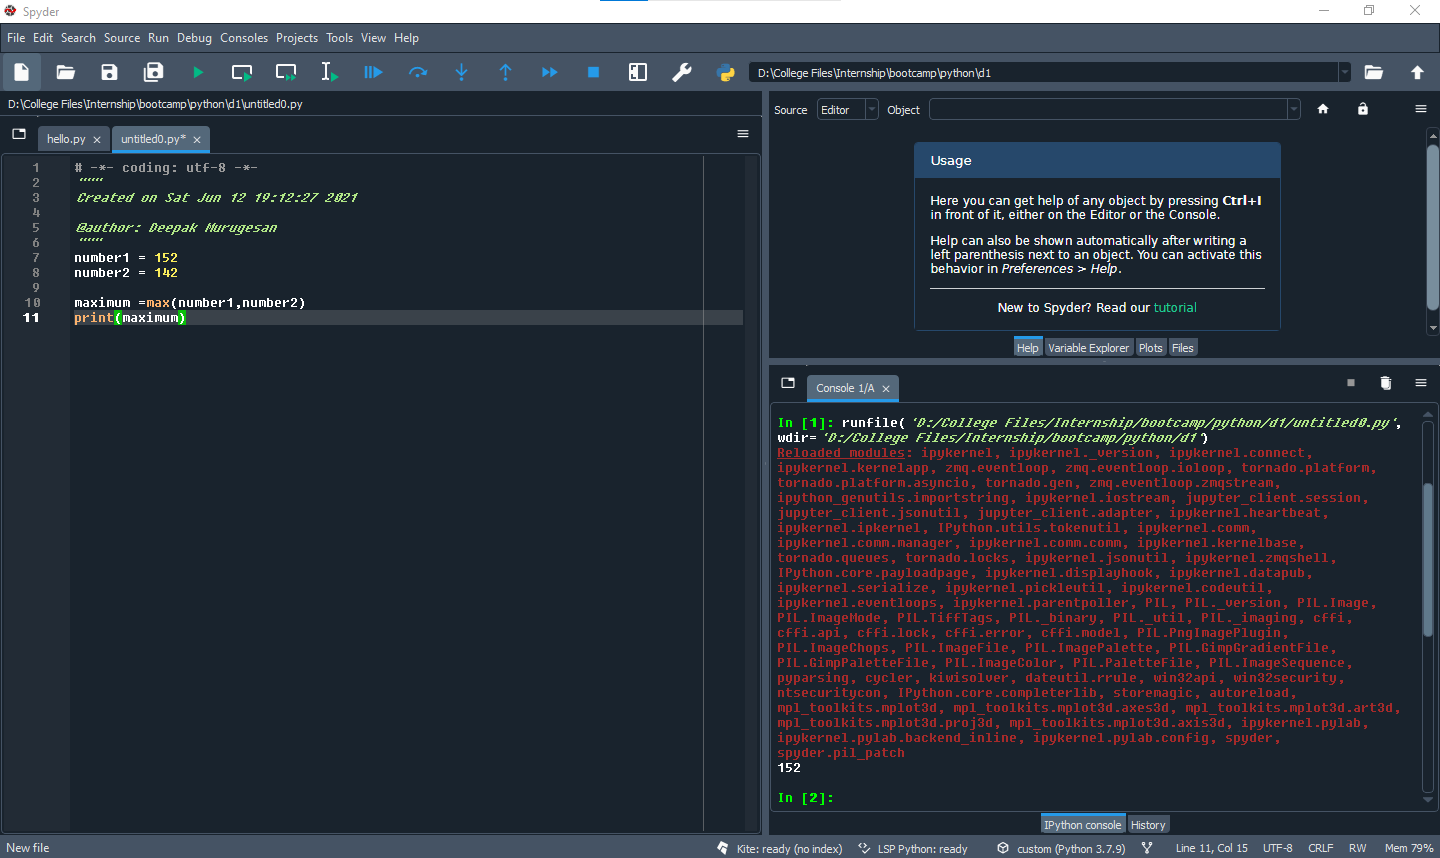 Spyder
File Edit Search Source Run Debug Consoles Projects Tools View Help
D:\College Files\Internship\bootcamp\python\d1
D:\College Files\Internship\bootcamp\python\d1\untitled0.py
hello.py
untitled0.py*
1 # -*- coding: utf-8 -*-
2 """
3 Created on Sat Jun 12 19:12:27 2021
4
5 @author: Deepak Murugesan
6 """
7 number1 = 152
8 number2 = 142
9
10 maximum =max(number1,number2)
11 print(maximum)
Source Editor Object
Usage
Here you can get help of any object by pressing Ctrl+I
in front of it, either on the Editor or the Console.
Help can also be shown automatically after writing a
left parenthesis next to an object. You can activate this
behavior in Preferences > Help.
New to Spyder? Read our tutorial
Help Variable Explorer Plots Files
Console 1/A
In [1]: runfile('D:/College Files/Internship/bootcamp/python/d1/untitled0.py',
wdir='D:/College Files/Internship/bootcamp/python/d1')
Reloaded modules: ipykernel, ipykernel._version, ipykernel.connect,
ipykernel.kernelapp, zmq.eventloop, zmq.eventloop.ioloop, tornado.platform,
tornado.platform.asyncio, tornado.gen, zmq.eventloop.zmqstream,
ipython_genutils.importstring, ipykernel.iostream, jupyter_client.session,
jupyter_client.jsonutil, jupyter_client.adapter, ipykernel.heartbeat,
ipykernel.ipkernel, IPython.utils.tokenutil, ipykernel.comm,
ipykernel.comm.manager, ipykernel.comm.comm, ipykernel.kernelbase,
tornado.queues, tornado.locks, ipykernel.jsonutil, ipykernel.zmqshell,
IPython.core.payloadpage, ipykernel.displayhook, ipykernel.datapub,
ipykernel.serialize, ipykernel.pickleutil, ipykernel.codeutil,
ipykernel.eventloops, ipykernel.parentpoller, PIL, PIL._version, PIL.Image,
PIL.ImageMode, PIL.TiffTags, PIL._binary, PIL._util, PIL._imaging, cffi,
cffi.api, cffi.lock, cffi.error, cffi.model, PIL.PngImagePlugin,
PIL.ImageChops, PIL.ImageFile, PIL.ImagePalette, PIL.GimpGradientFile,
PIL.GimpPaletteFile, PIL.ImageColor, PIL.PaletteFile, PIL.ImageSequence,
pyparsing, cycler, kiwisolver, dateutil.rrule, win32api, win32security,
ntsecuritycon, IPython.core.completerlib, storemagic, autoreload,
mpl_toolkits.mplot3d, mpl_toolkits.mplot3d.axes3d, mpl_toolkits.mplot3d.art3d,
mpl_toolkits.mplot3d.proj3d, mpl_toolkits.mplot3d.axis3d, ipykernel.pylab,
ipykernel.pylab.backend_inline, ipykernel.pylab.config, spyder,
spyder.pil_patch
152
In [2]:
IPython console History
New file
Kite: ready (no index) LSP Python: ready custom (Python 3.7.9) Line 11, Col 15 UTF-8 CRLF RW Mem 79%